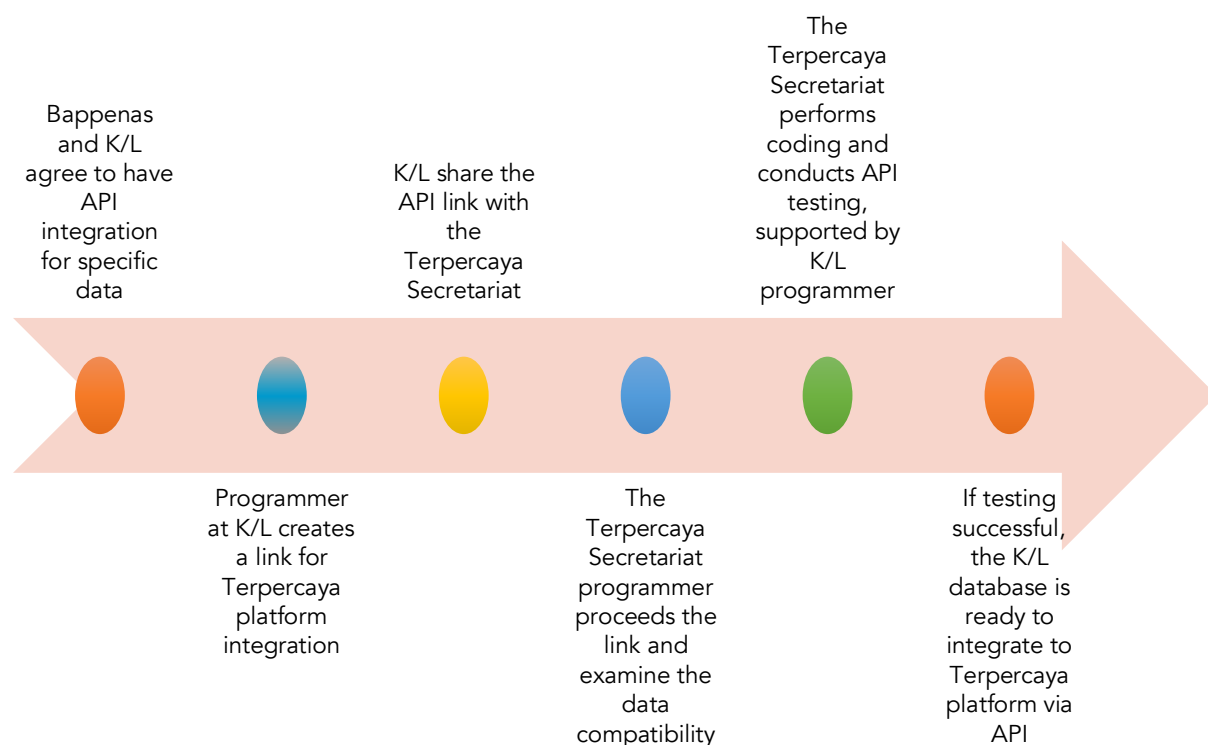 Bappenas
and K/L
agree to have
API
integration
for specific
data
Programmer
at K/L creates
a link for
Terpercaya
platform
integration
K/L share the
API link with
the
Terpercaya
Secretariat
The
Terpercaya
Secretariat
programmer
proceeds the
link and
examine the
data
compatibility
The
Terpercaya
Secretariat
performs
coding and
conducts API
testing,
supported by
K/L
programmer
If testing
successful,
the K/L
database is
ready to
integrate to
Terpercaya
platform via
API